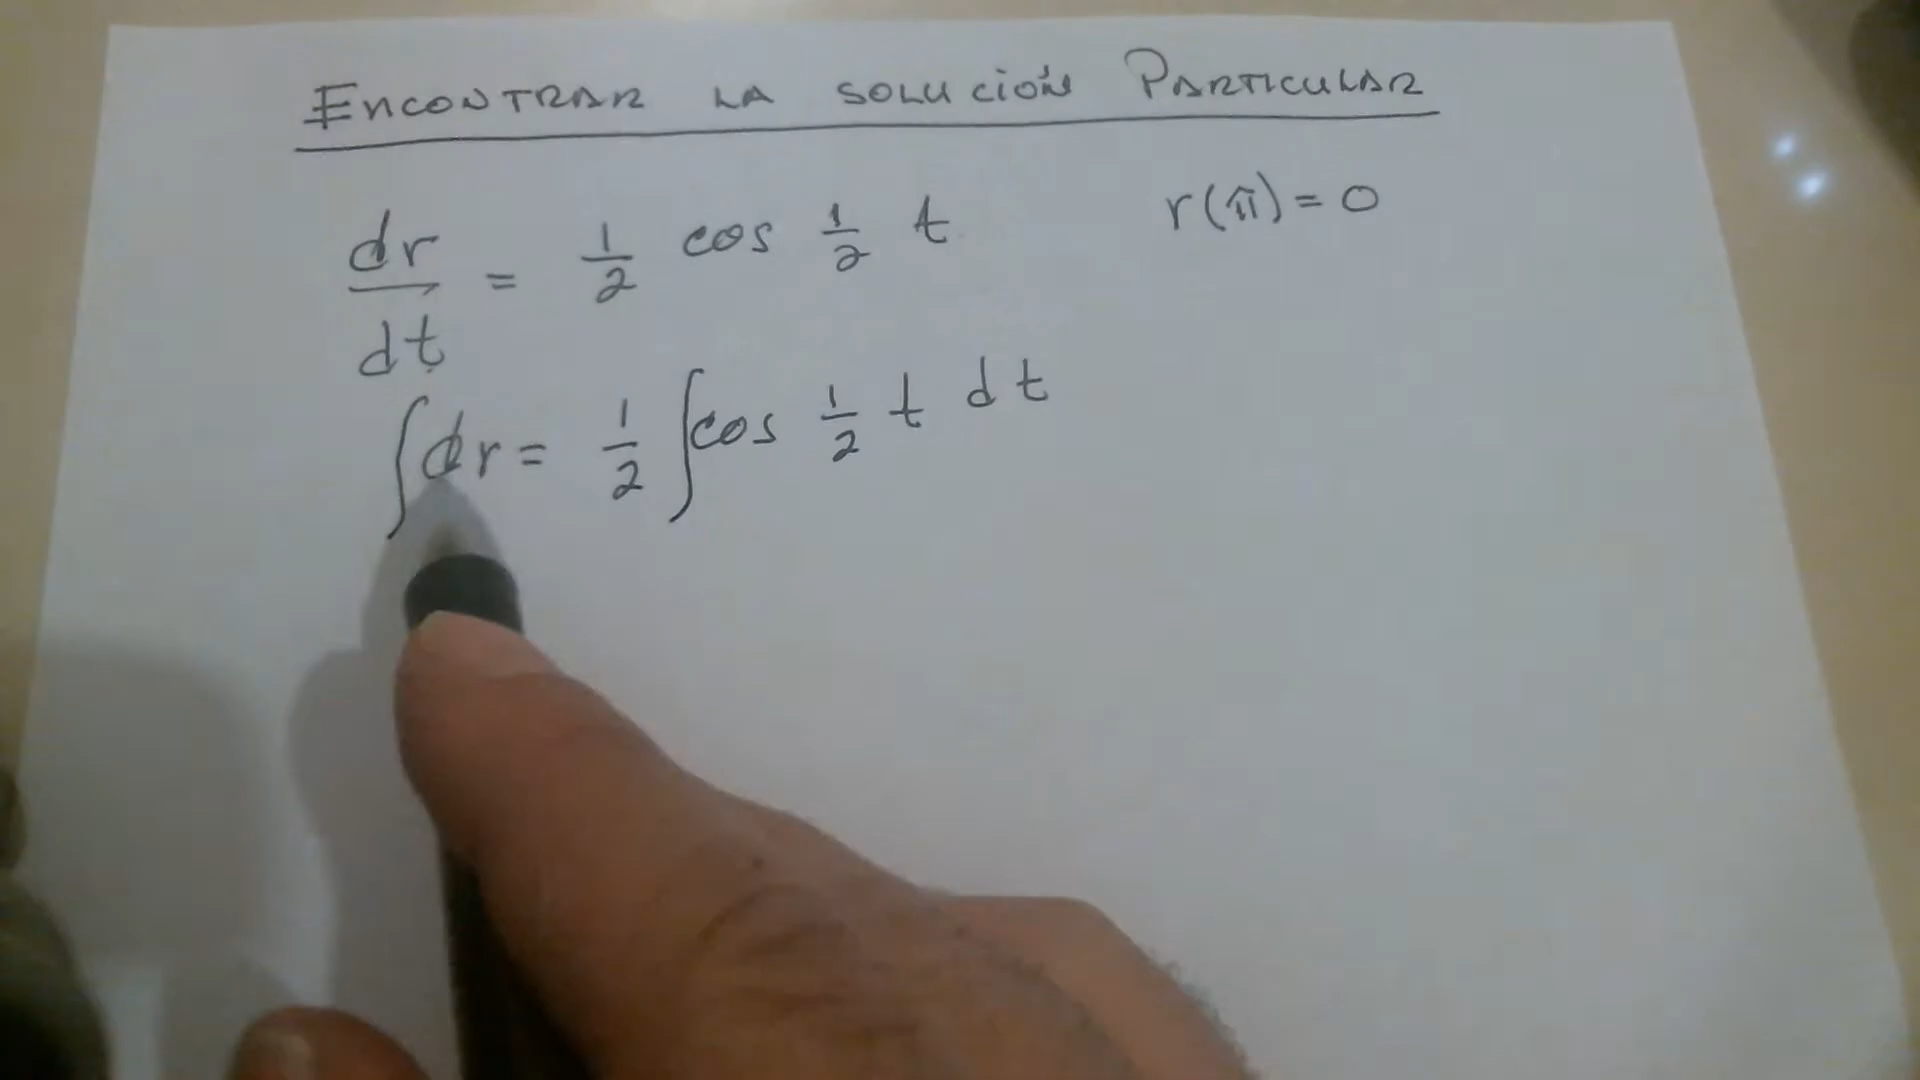 ENCONTRAR LA SOLUCIÓN PARTICULAR
dr/dt = 1/2 cos 1/2 t r(π) = 0
∫dr = 1/2 ∫cos 1/2 t dt